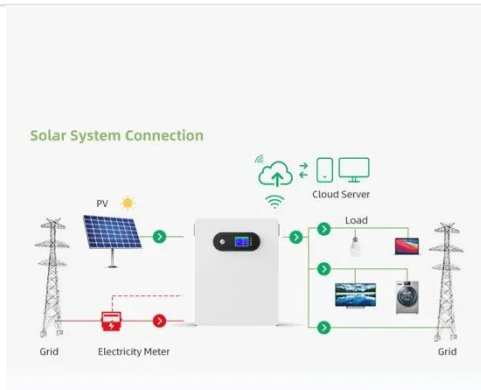 Solar System Connection
Cloud Server
PV
Load
Grid
Electricity Meter
Grid